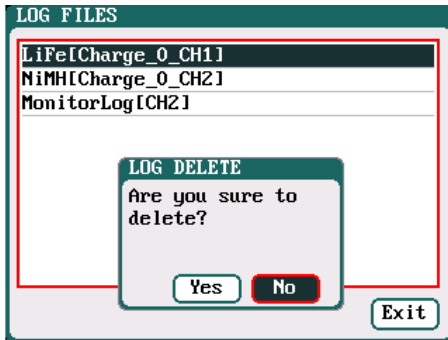 LOG FILES
LiFe[Charge_0_CH1]
NiMH[Charge_0_CH2]
MonitorLog[CH2]
LOG DELETE
Are you sure to
delete?
Yes No
Exit